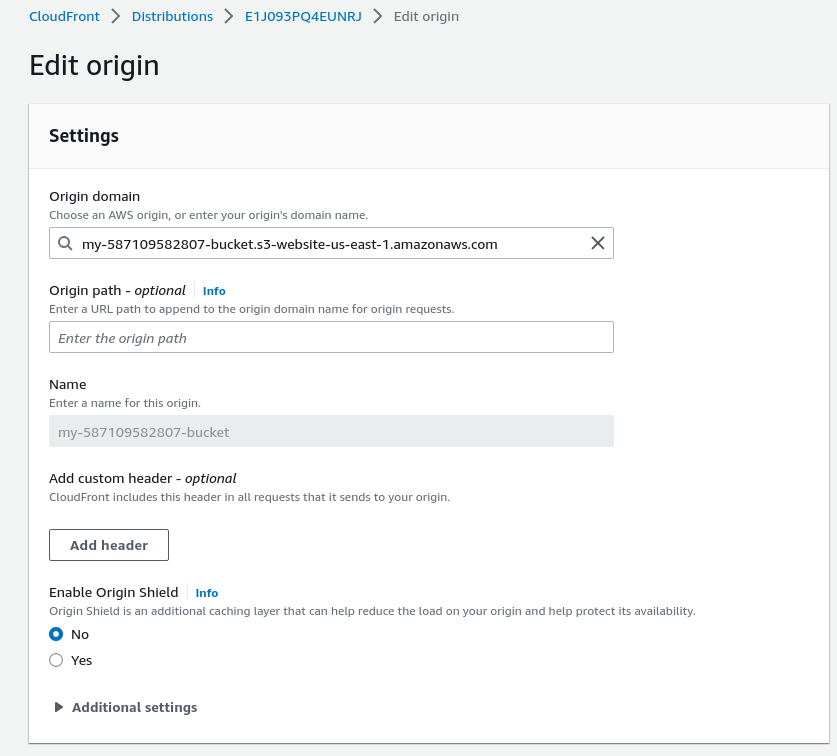 CloudFront > Distributions > E1J093PQ4EUNRJ > Edit origin
Edit origin
Settings
Origin domain
Choose an AWS origin, or enter your origin's domain name.
my-587109582807-bucket.s3-website-us-east-1.amazonaws.com
Origin path - optional Info
Enter a URL path to append to the origin domain name for origin requests.
Enter the origin path
Name
Enter a name for this origin.
my-587109582807-bucket
Add custom header - optional
CloudFront includes this header in all requests that it sends to your origin.
Add header
Enable Origin Shield Info
Origin Shield is an additional caching layer that can help reduce the load on your origin and help protect its availability.
No
Yes
Additional settings